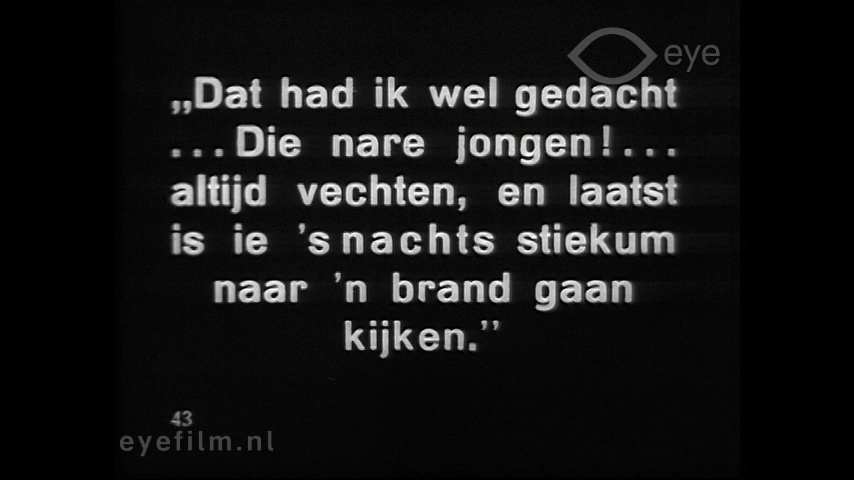 eye
„Dat had ik wel gedacht
...Die nare jongen!...
altijd vechten, en laatst
is ie 's nachts stiekum
naar 'n brand gaan
kijken.”
43
eyefilm.nl